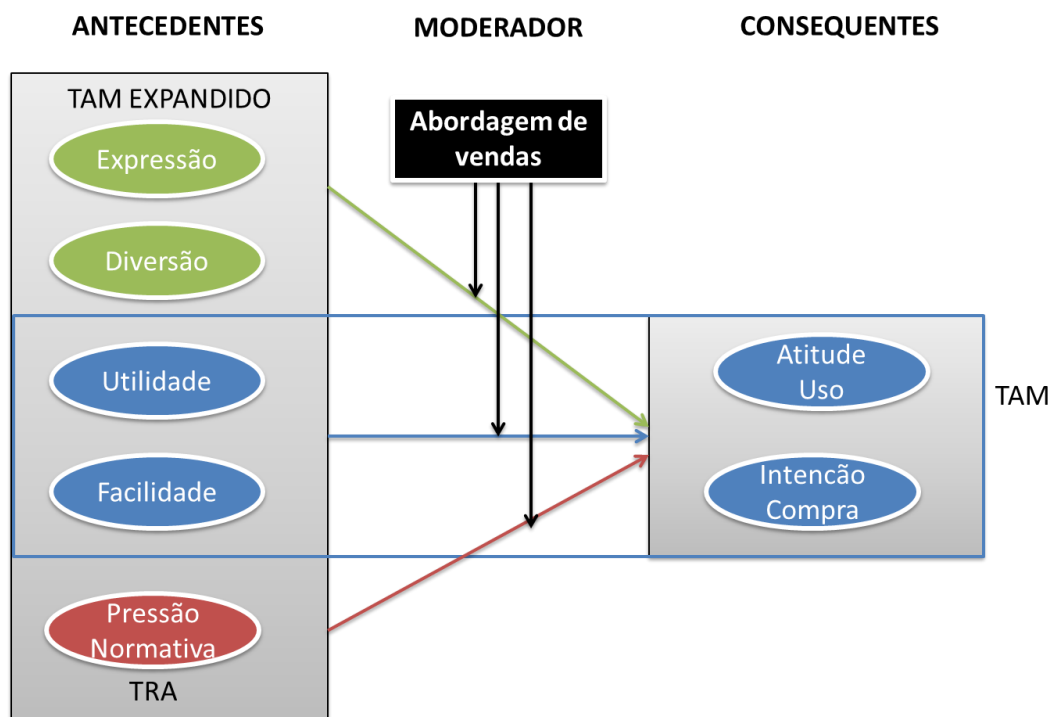 ANTECEDENTES
MODERADOR
CONSEQUENTES
TAM EXPANDIDO
Expressão
Diversão
Utilidade
Facilidade
Pressão
Normativa
TRA
Abordagem de
vendas
Atitude
Uso
Intencão
Compra
TAM